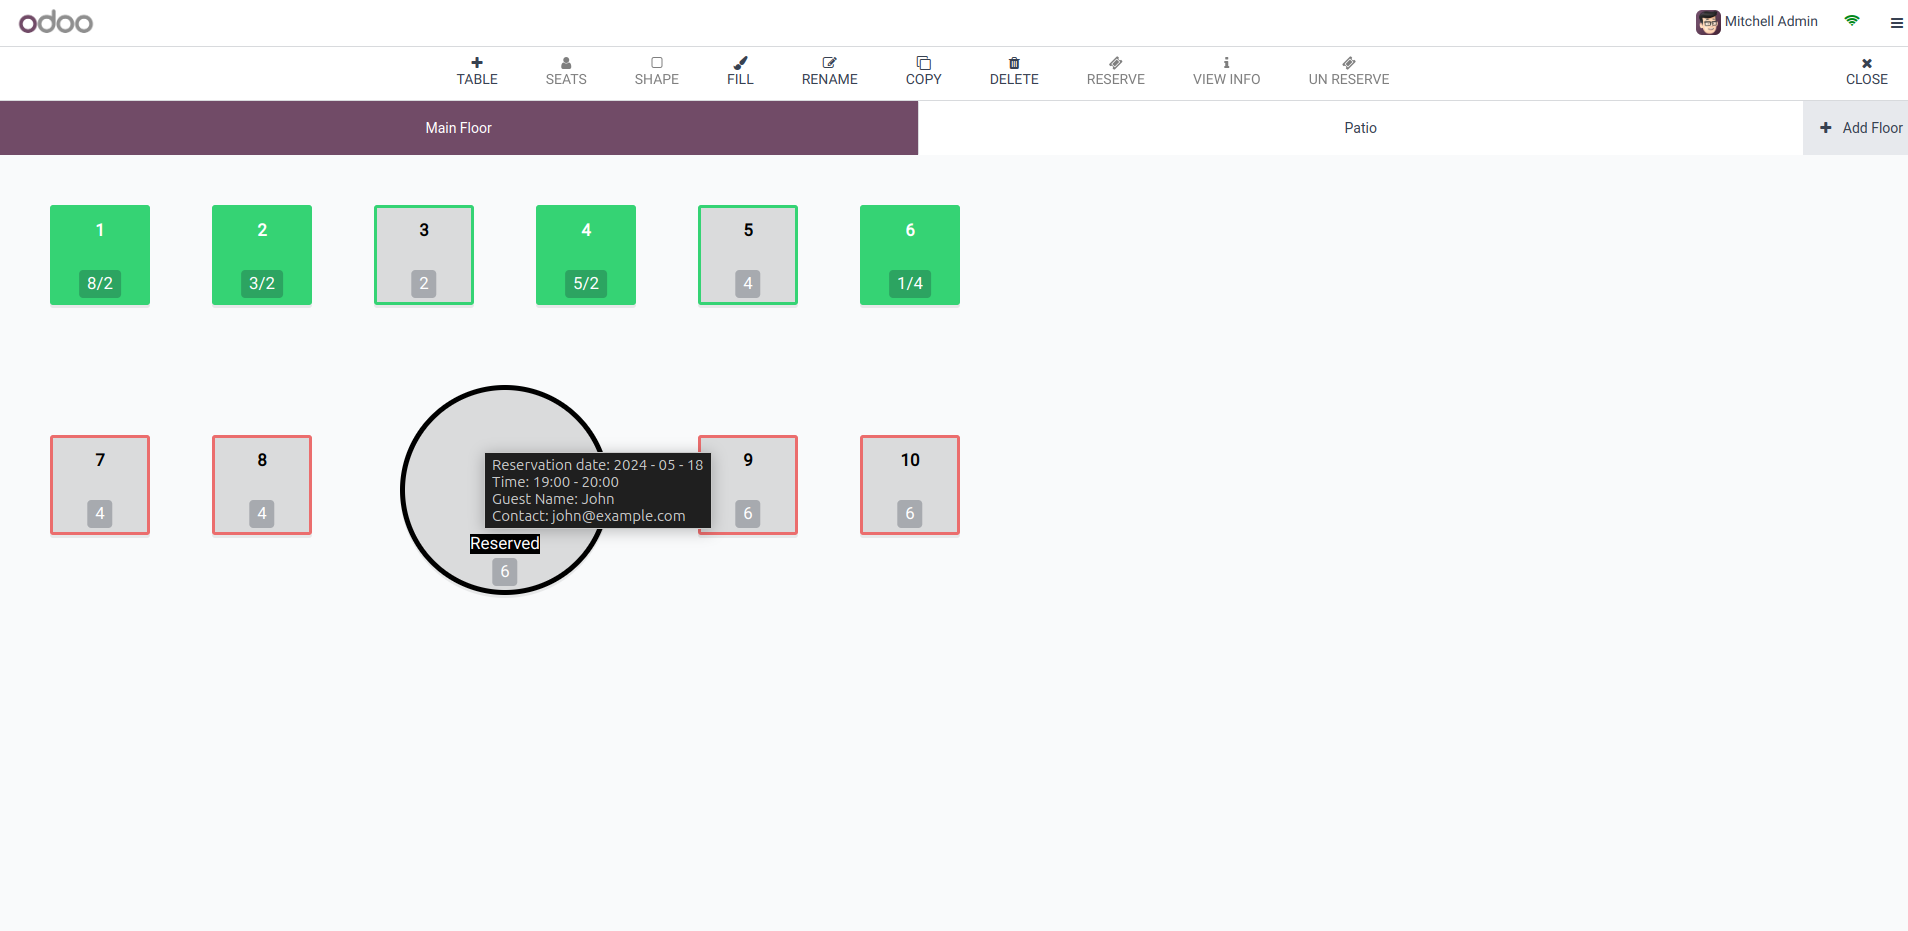 odoo
Mitchell Admin
TABLE
SEATS
SHAPE
FILL
RENAME
COPY
DELETE
RESERVE
VIEW INFO
UN RESERVE
CLOSE
Main Floor
Patio
Add Floor
1
8/2
2
3/2
3
2
4
5/2
5
4
6
1/4
7
4
8
4
Reservation date: 2024 - 05 - 18
Time: 19:00 - 20:00
Guest Name: John
Contact: john@example.com
Reserved
6
9
6
10
6